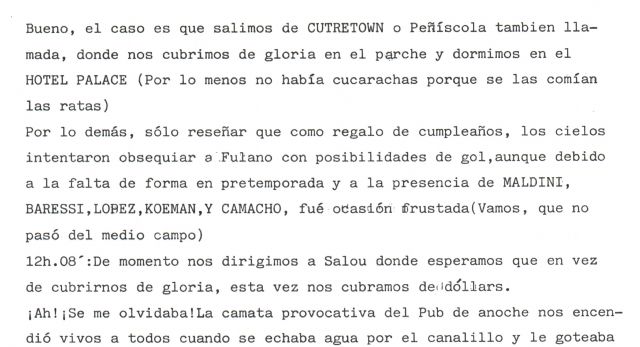 Bueno, el caso es que salimos de CUTRETOWN o Peñíscola tambien lla-
mada, donde nos cubrimos de gloria en el parche y dormimos en el
HOTEL PALACE (Por lo menos no había cucarachas porque se las comían
las ratas)
Por lo demás, sólo reseñar que como regalo de cumpleaños, los cielos
intentaron obsequiar a Fulano con posibilidades de gol,aunque debido
a la falta de forma en pretemporada y a la presencia de MALDINI,
BARESSI,LOPEZ,KOEMAN,Y CAMACHO, fué ocasión frustada(Vamos, que no
pasó del medio campo)
12h.08´:De momento nos dirigimos a Salou donde esperamos que en vez
de cubrirnos de gloria, esta vez nos cubramos de dóllars.
¡Ah!¡Se me olvidaba!La camata provocativa del Pub de anoche nos encen-
dió vivos a todos cuando se echaba agua por el canalillo y le goteaba